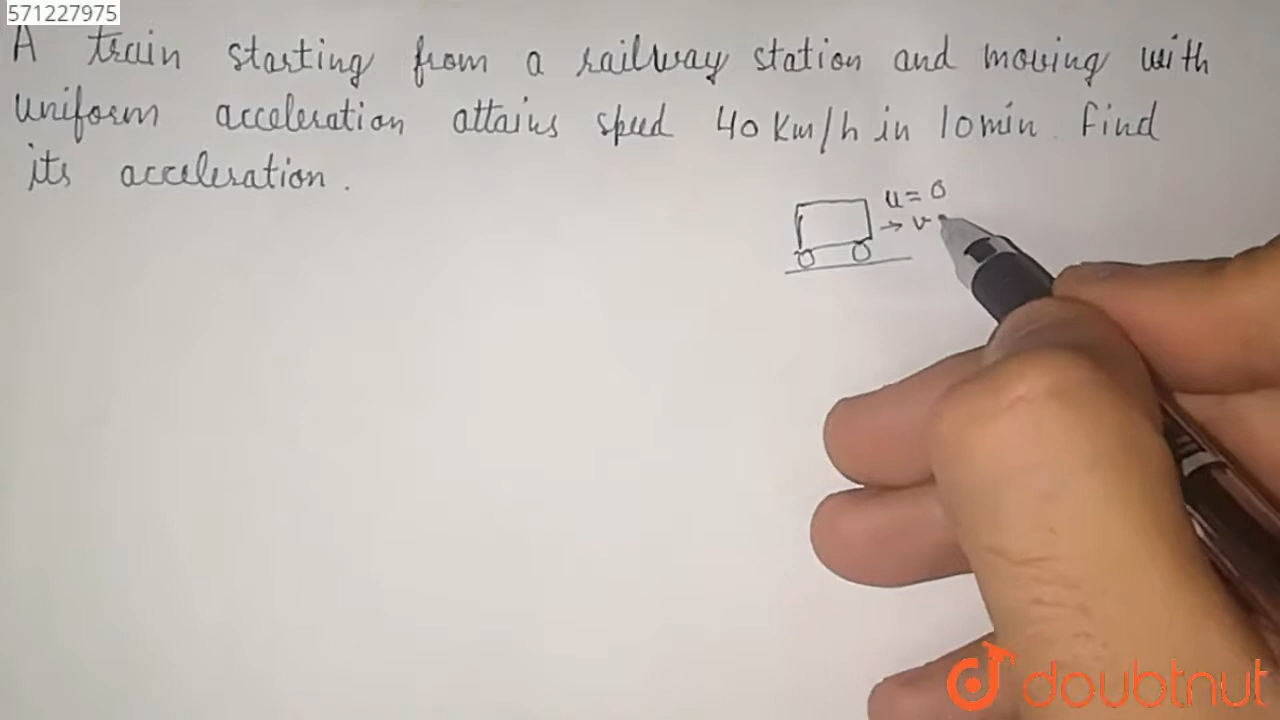 571227975
A train starting from a railway station and moving with
uniform acceleration attains speed 40 Km/h in 10 min. Find
its acceleration.
u = 0
→ v
doubtnut